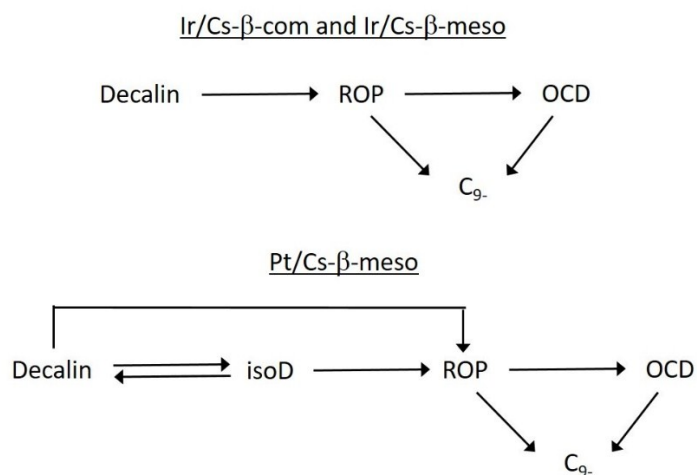 Ir/Cs-β-com and Ir/Cs-β-meso
Decalin ROP OCD
C₉₋
Pt/Cs-β-meso
Decalin isoD ROP OCD
C₉₋